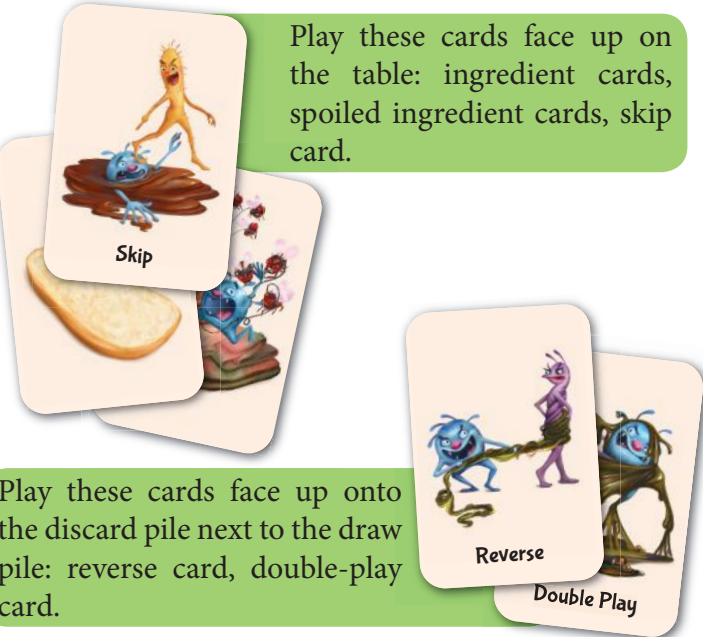 Play these cards face up on
the table: ingredient cards,
spoiled ingredient cards, skip
card.
Skip
Reverse
Double Play
Play these cards face up onto
the discard pile next to the draw
pile: reverse card, double-play
card.